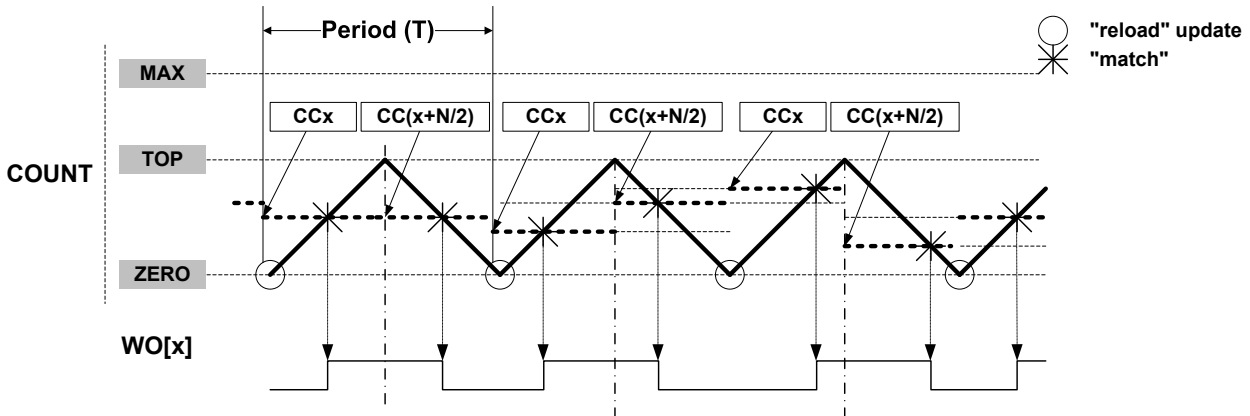 Period (T)
"reload" update
"match"
MAX
CCx
CC(x+N/2)
CCx
CC(x+N/2)
CCx
CC(x+N/2)
TOP
COUNT
ZERO
WO[x]